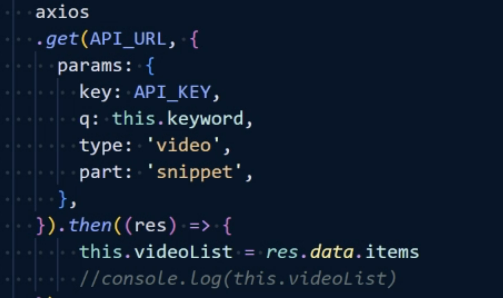 axios
.get(API_URL, {
params: {
key: API_KEY,
q: this.keyword,
type: 'video',
part: 'snippet',
},
}).then((res) => {
this.videoList = res.data.items
//console.log(this.videoList)